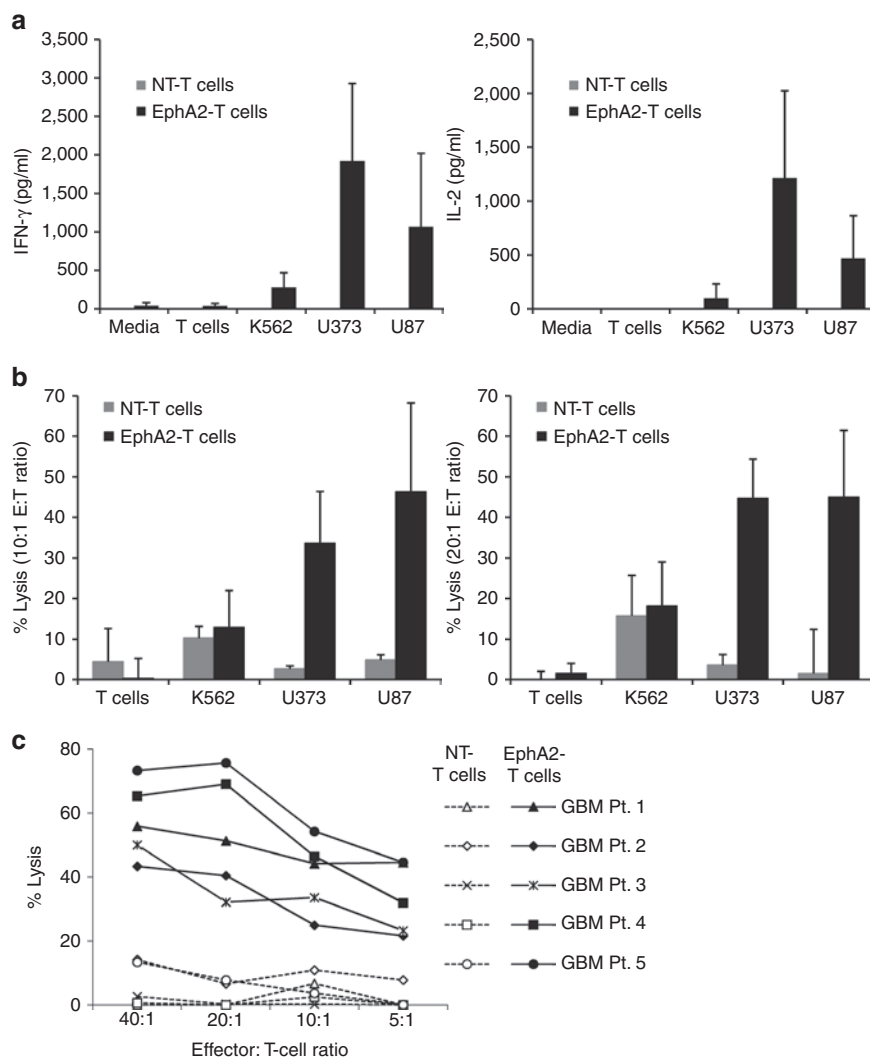 a
3,500
3,000
2,500
2,000
1,500
1,000
500
0
IFN-γ (pg/ml)
NT-T cells
EphA2-T cells
Media T cells K562 U373 U87
2,500
2,000
1,500
1,000
500
0
IL-2 (pg/ml)
NT-T cells
EphA2-T cells
Media T cells K562 U373 U87
b
70
60
50
40
30
20
10
0
% Lysis (10:1 E:T ratio)
NT-T cells
EphA2-T cells
T cells K562 U373 U87
70
60
50
40
30
20
10
0
% Lysis (20:1 E:T ratio)
NT-T cells
EphA2-T cells
T cells K562 U373 U87
c
80
60
40
20
0
% Lysis
40:1 20:1 10:1 5:1
Effector: T-cell ratio
NT- EphA2-
T cells T cells
GBM Pt. 1
GBM Pt. 2
GBM Pt. 3
GBM Pt. 4
GBM Pt. 5